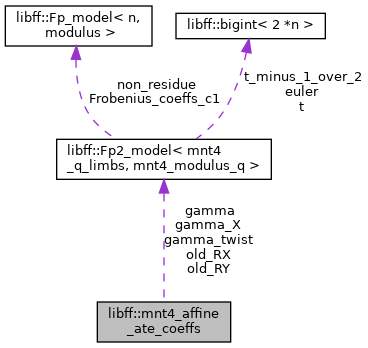 libff::Fp_model< n,
modulus >
libff::bigint< 2 *n >
non_residue
Frobenius_coeffs_c1
t_minus_1_over_2
euler
t
libff::Fp2_model< mnt4
_q_limbs, mnt4_modulus_q >
gamma
gamma_X
gamma_twist
old_RX
old_RY
libff::mnt4_affine
_ate_coeffs